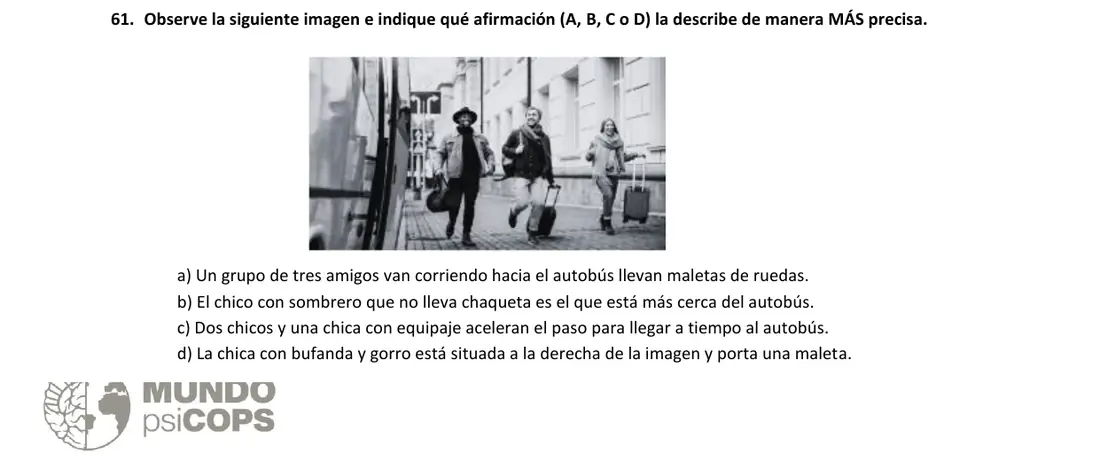 61. Observe la siguiente imagen e indique qué afirmación (A, B, C o D) la describe de manera MÁS precisa.
a) Un grupo de tres amigos van corriendo hacia el autobús llevan maletas de ruedas.
b) El chico con sombrero que no lleva chaqueta es el que está más cerca del autobús.
c) Dos chicos y una chica con equipaje aceleran el paso para llegar a tiempo al autobús.
d) La chica con bufanda y gorro está situada a la derecha de la imagen y porta una maleta.
MUNDO
psiCOPS